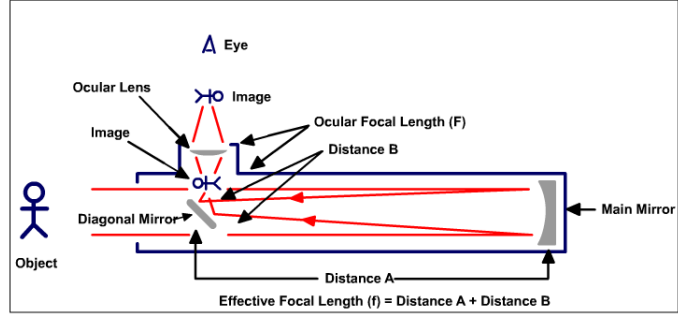 Eye
Ocular Lens
Image
Image
Ocular Focal Length (F)
Distance B
Diagonal Mirror
Main Mirror
Object
Distance A
Effective Focal Length (f) = Distance A + Distance B